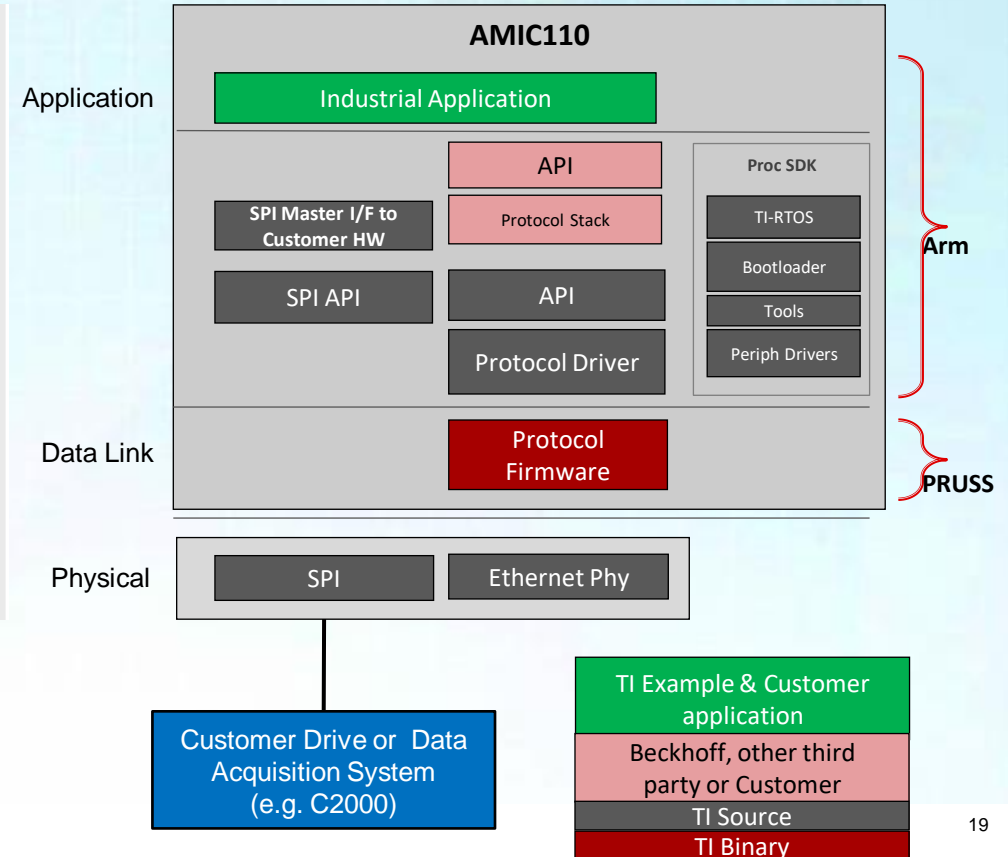 AMIC110
Application
Industrial Application
API
Proc SDK
SPI Master I/F to
Customer HW
Protocol Stack
TI-RTOS
Arm
Bootloader
SPI API
API
Tools
Protocol Driver
Periph Drivers
Data Link
Protocol
Firmware
PRUSS
Physical
SPI
Ethernet Phy
Customer Drive or Data
Acquisition System
(e.g. C2000)
TI Example & Customer
application
Beckhoff, other third
party or Customer
TI Source
TI Binary
19